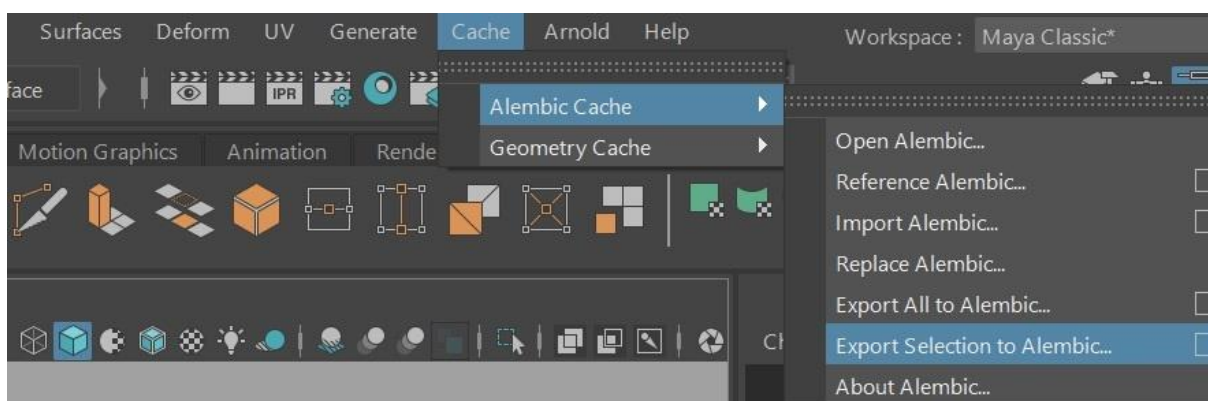 Surfaces Deform UV Generate Cache Arnold Help Workspace : Maya Classic*
face IPR
Alembic Cache
Geometry Cache
Motion Graphics Animation Rende
Open Alembic...
Reference Alembic...
Import Alembic...
Replace Alembic...
Export All to Alembic...
Export Selection to Alembic...
About Alembic...
Ch